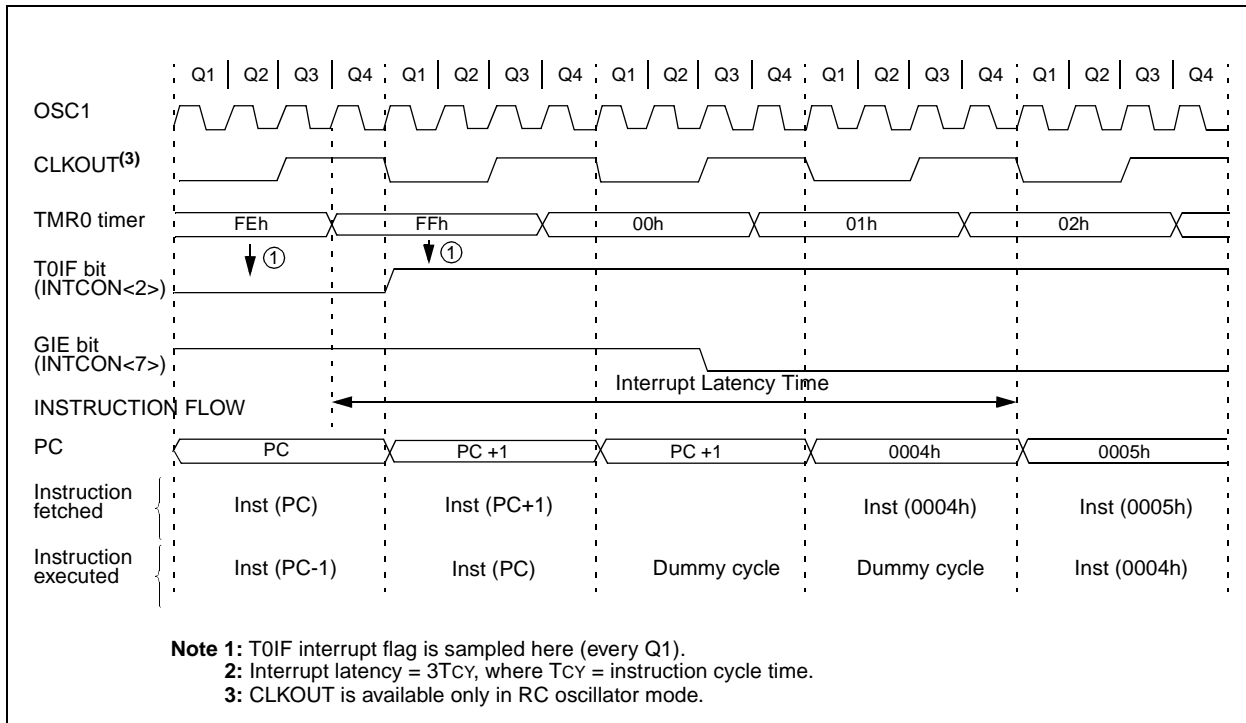 Q1 Q2 Q3 Q4 Q1 Q2 Q3 Q4 Q1 Q2 Q3 Q4 Q1 Q2 Q3 Q4 Q1 Q2 Q3 Q4
OSC1
CLKOUT(3)
TMR0 timer FEh FFh 00h 01h 02h
1 1
T0IF bit
(INTCON<2>)
GIE bit
(INTCON<7>)
Interrupt Latency Time
INSTRUCTION FLOW
PC PC PC +1 PC +1 0004h 0005h
Instruction
fetched
Inst (PC) Inst (PC+1) Inst (0004h) Inst (0005h)
Instruction
executed
Inst (PC-1) Inst (PC) Dummy cycle Dummy cycle Inst (0004h)
Note 1: T0IF interrupt flag is sampled here (every Q1).
2: Interrupt latency = 3TCY, where TCY = instruction cycle time.
3: CLKOUT is available only in RC oscillator mode.